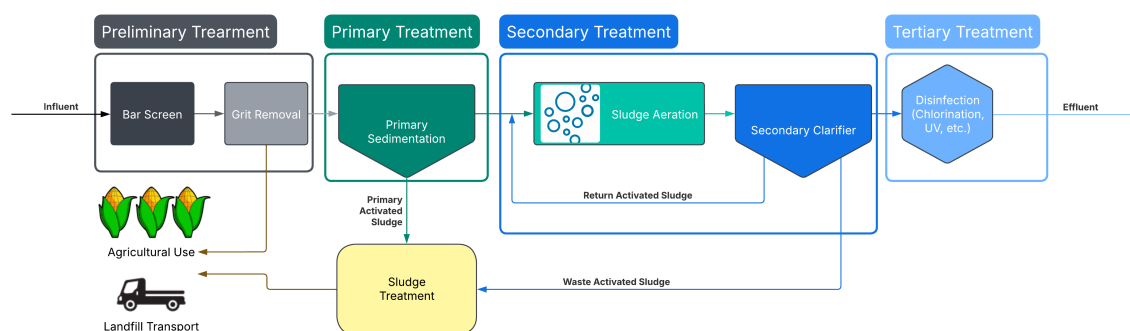 Preliminary Trearment
Primary Treatment
Secondary Treatment
Tertiary Treatment
Influent
Bar Screen
Grit Removal
Primary
Sedimentation
Sludge Aeration
Secondary Clarifier
Disinfection
(Chlorination,
UV, etc.)
Effluent
Return Activated Sludge
Primary
Activated
Sludge
Agricultural Use
Sludge
Treatment
Waste Activated Sludge
Landfill Transport